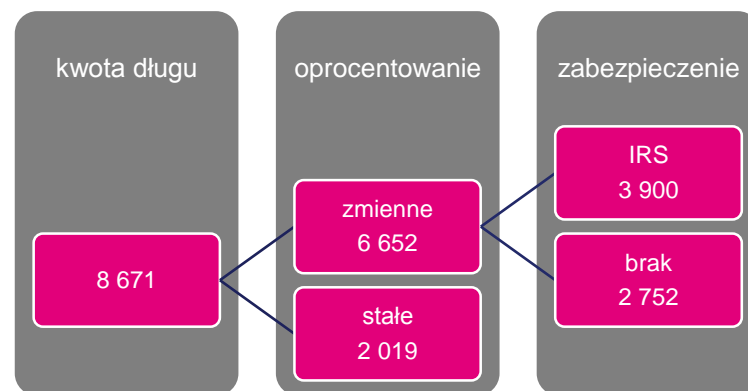 kwota długu
8 671
oprocentowanie
zmienne
6 652
stałe
2 019
zabezpieczenie
IRS
3 900
brak
2 752